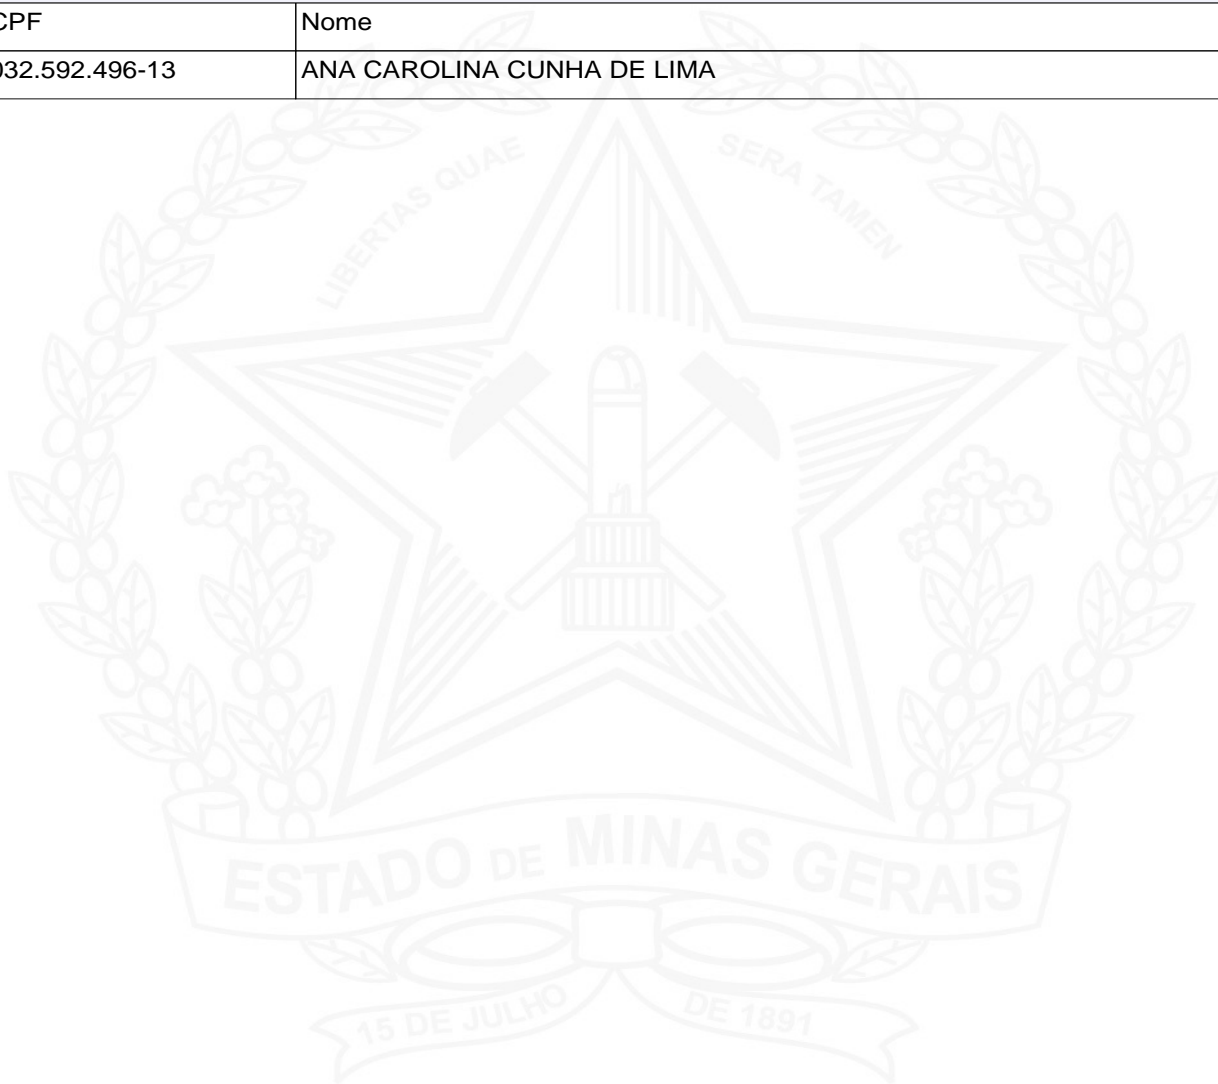 CPF Nome
032.592.496-13 ANA CAROLINA CUNHA DE LIMA
LIBERTAS QUAE SERA TAMEN
ESTADO DE MINAS GERAIS
15 DE JULHO DE 1891